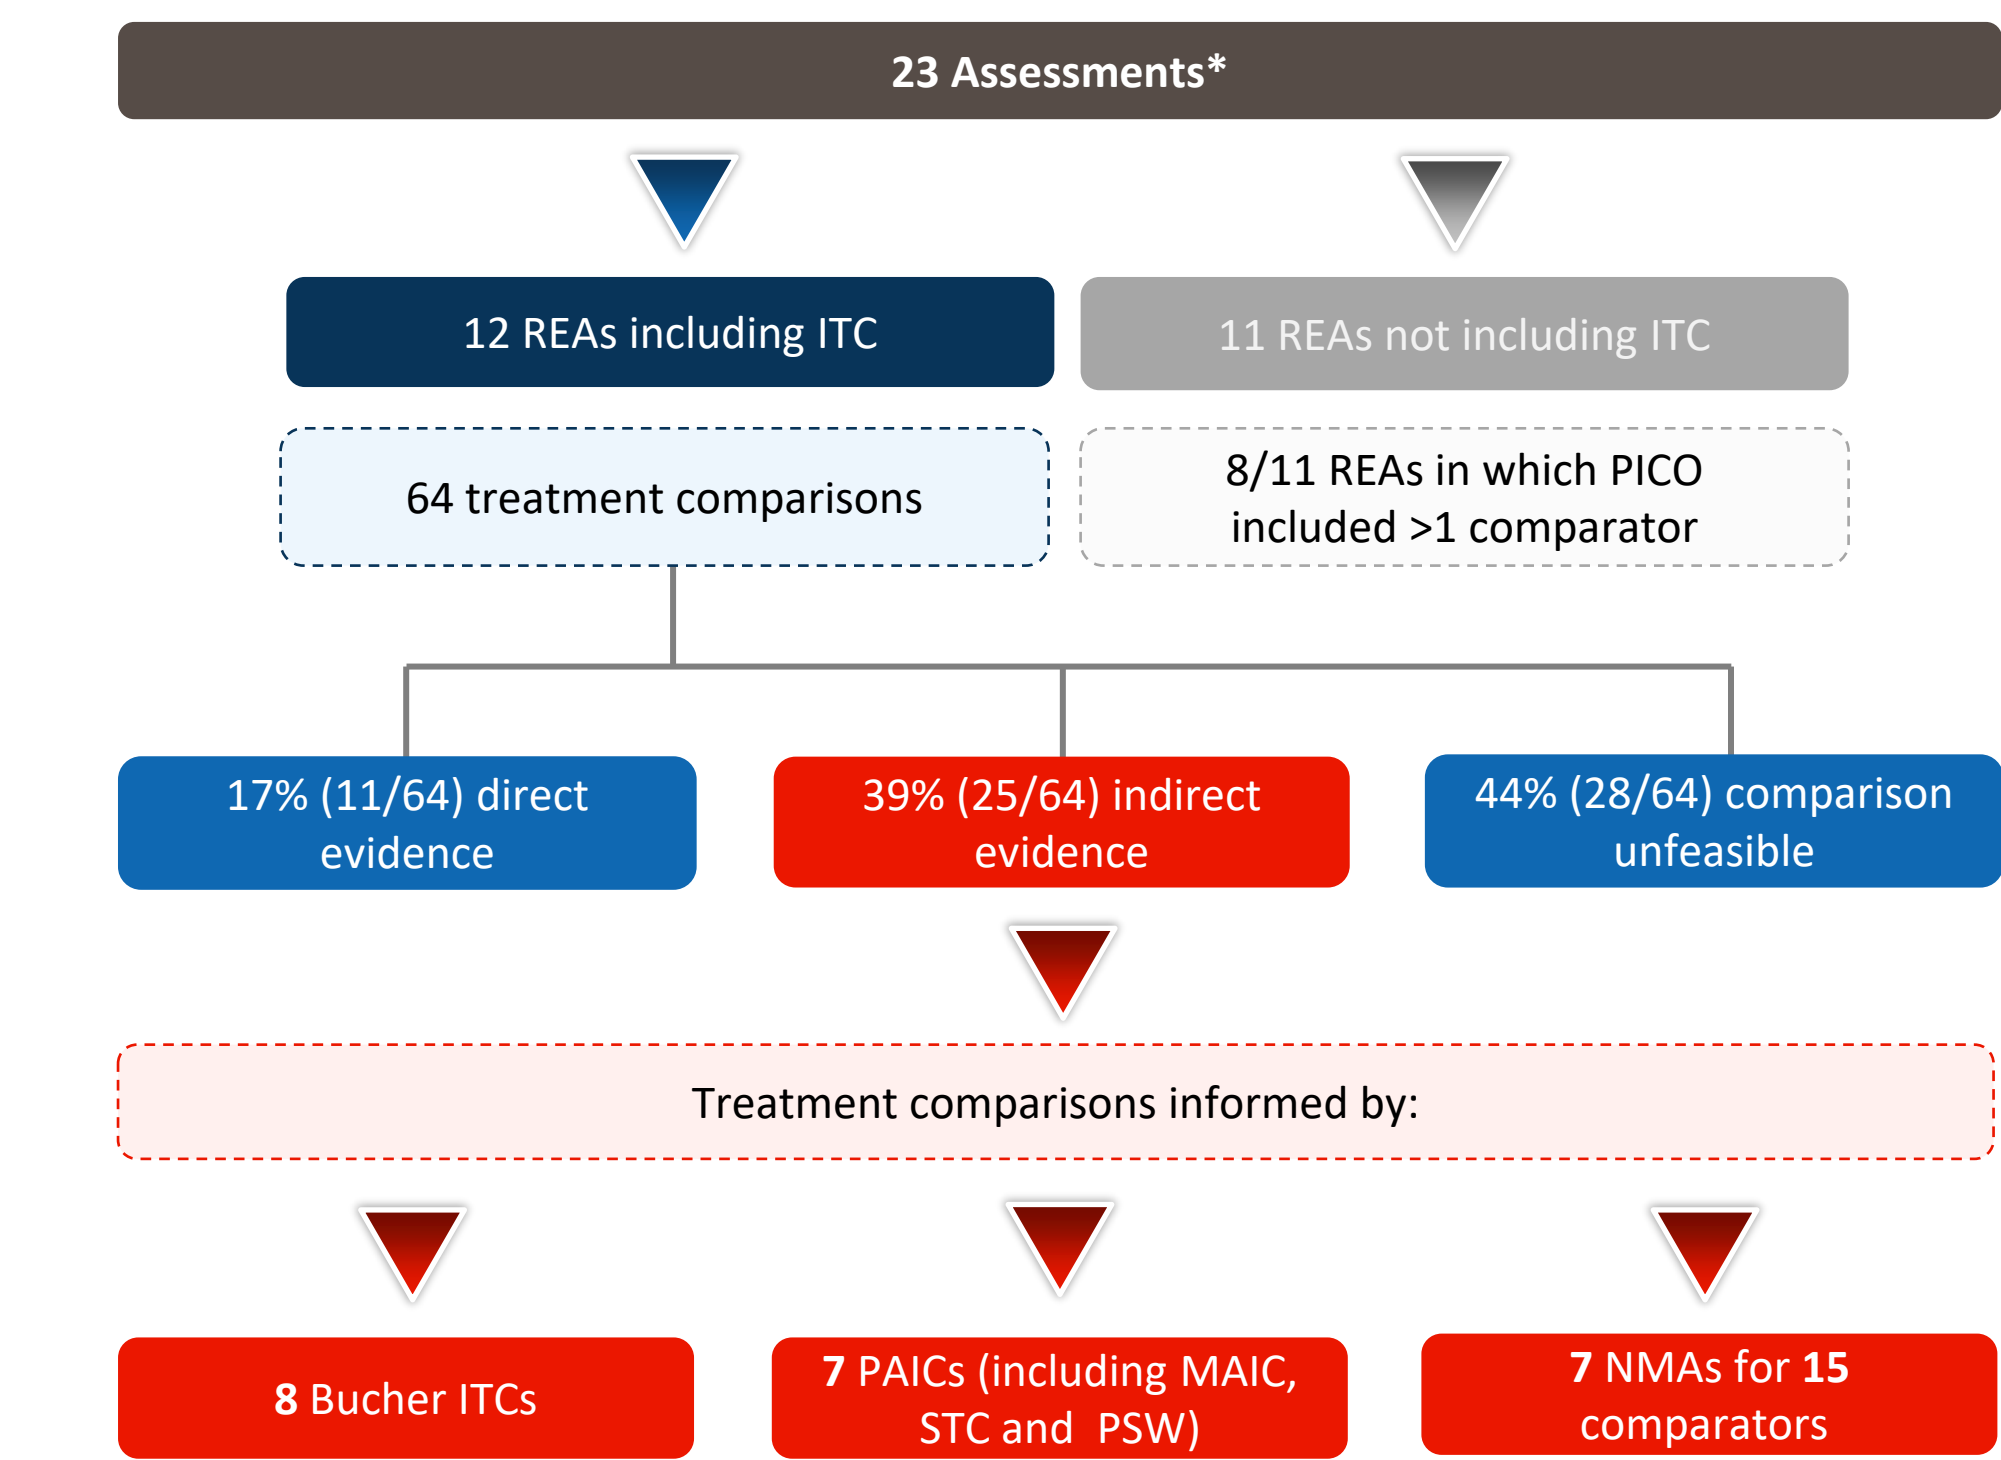 23 Assessments*
12 REAs including ITC
11 REAs not including ITC
64 treatment comparisons
8/11 REAs in which PICO
included >1 comparator
17% (11/64) direct
evidence
39% (25/64) indirect
evidence
44% (28/64) comparison
unfeasible
Treatment comparisons informed by:
8 Bucher ITCs
7 PAICs (including MAIC,
STC and PSW)
7 NMAs for 15
comparators